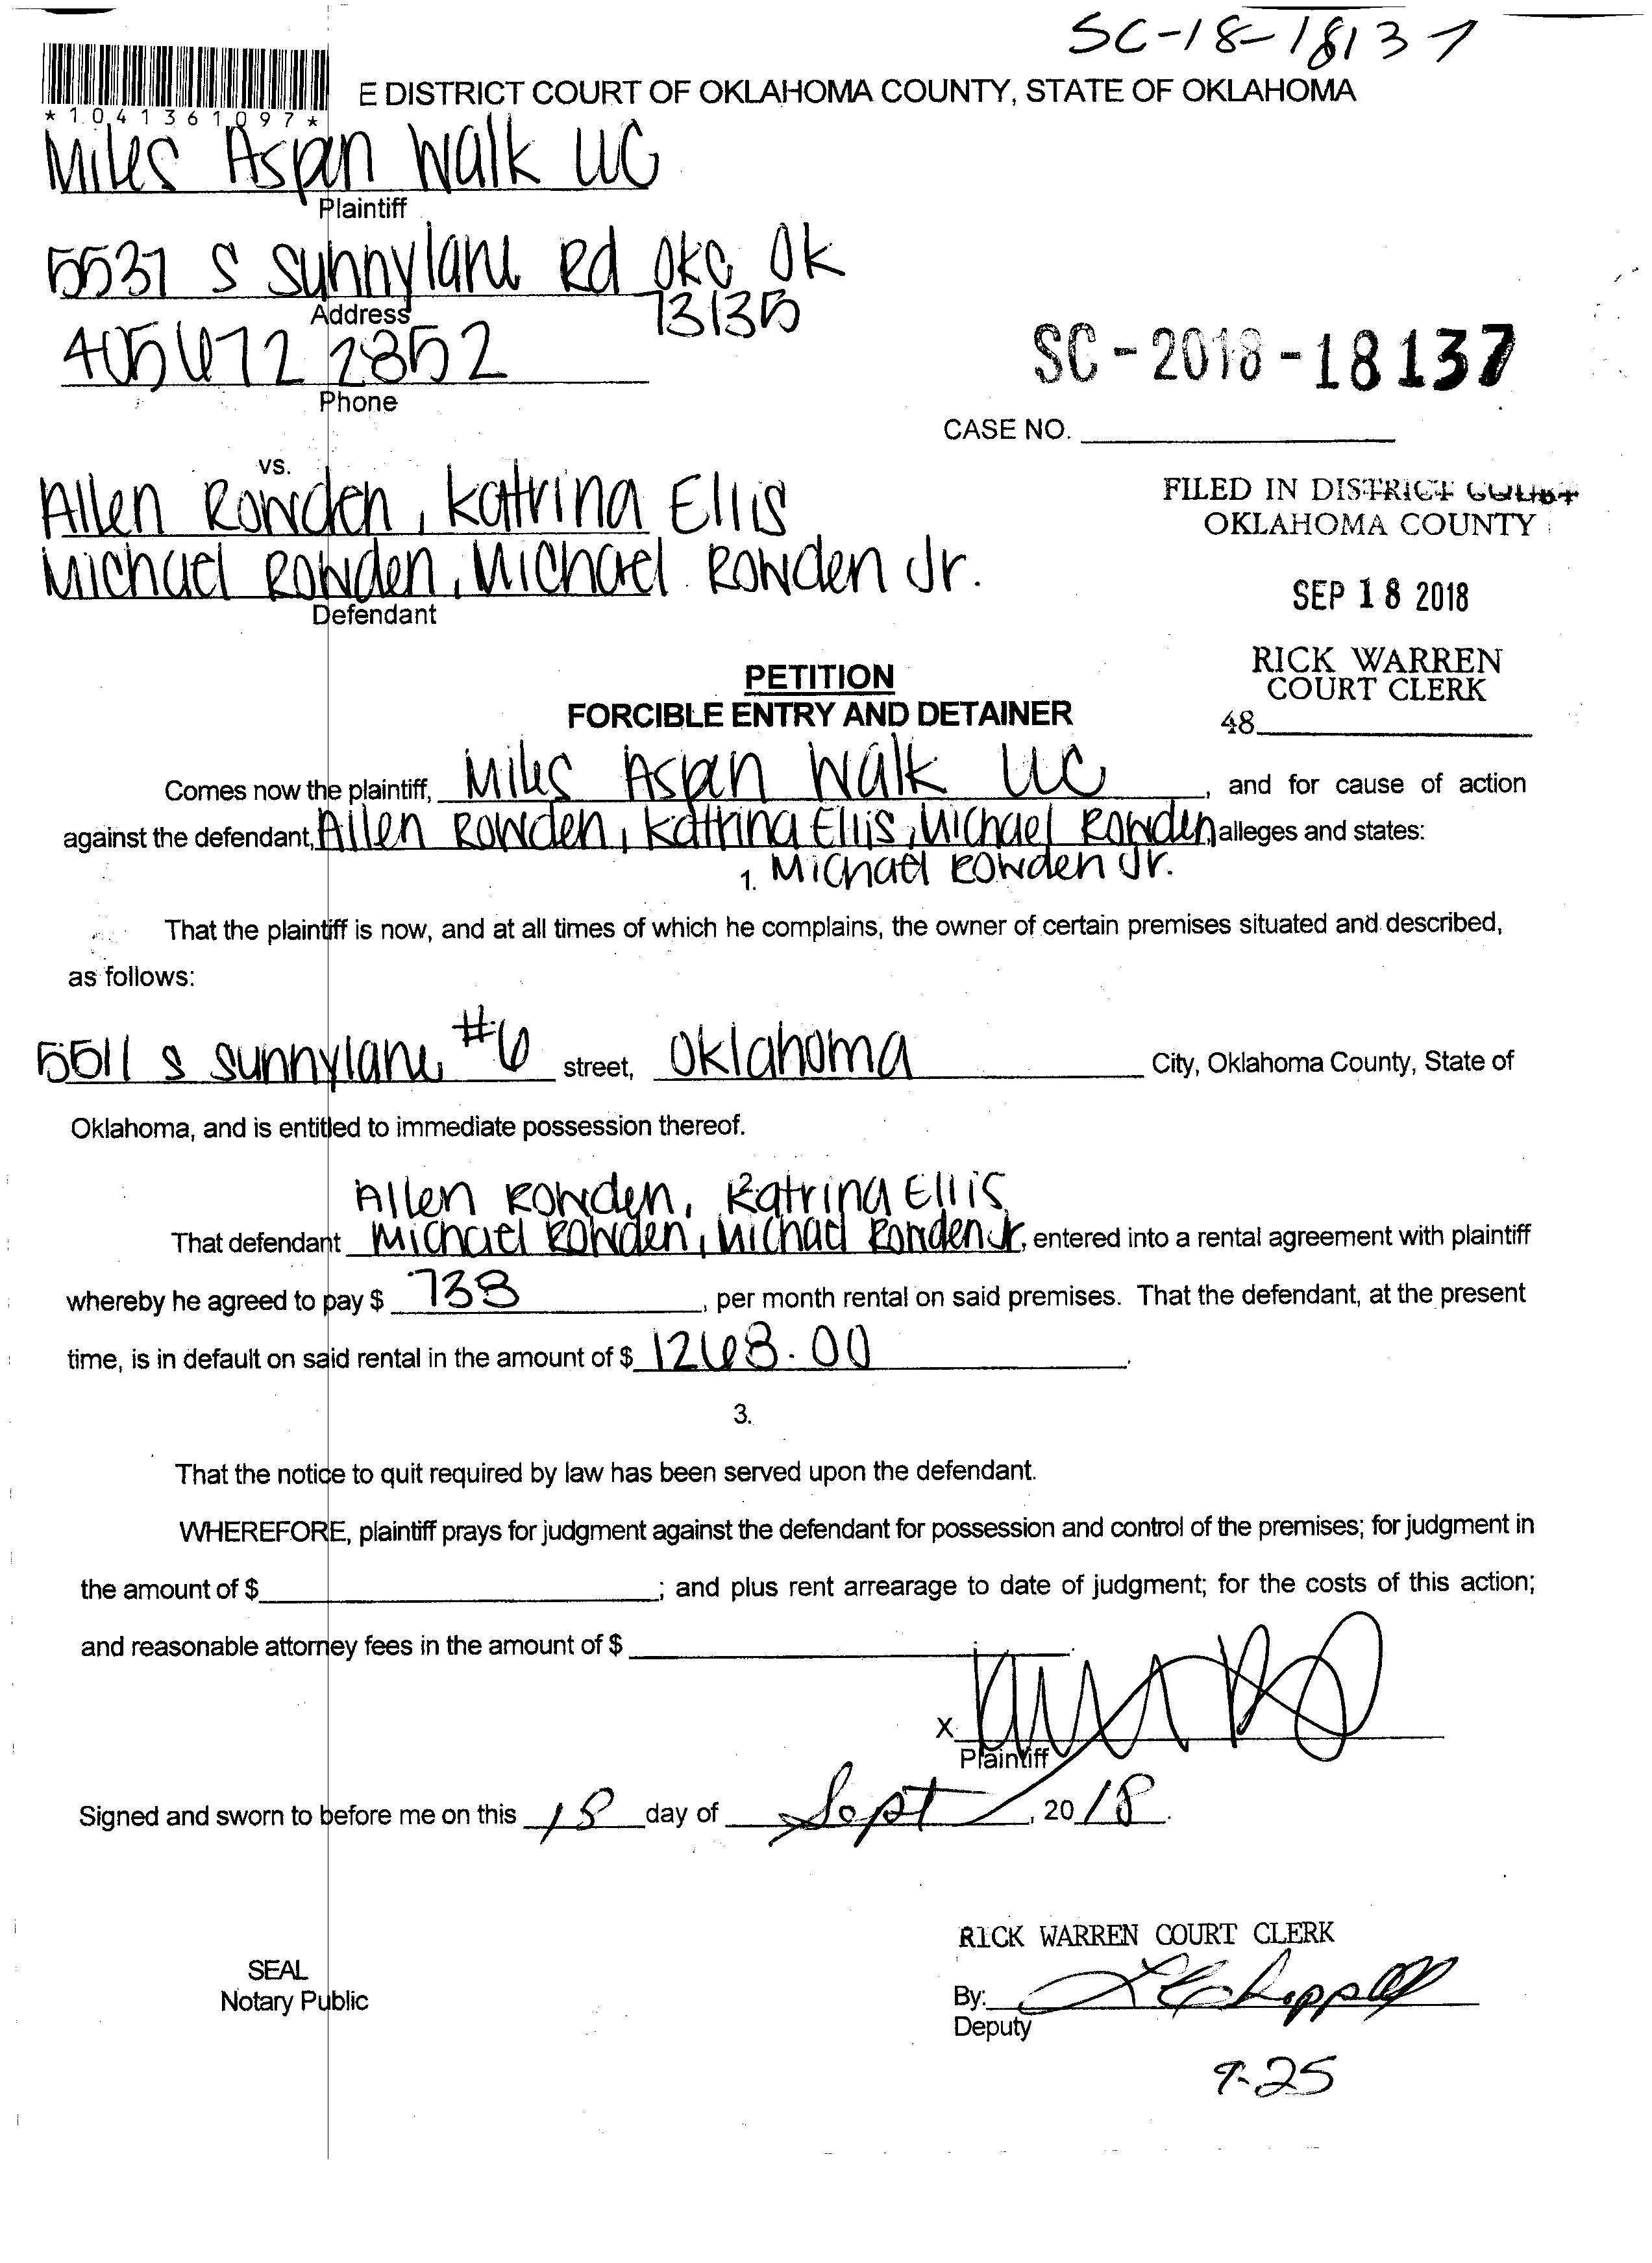 SC-18-18137
*1041361097*
E DISTRICT COURT OF OKLAHOMA COUNTY, STATE OF OKLAHOMA
Miles Aspen Walk LLC
Plaintiff
5537 S Sunnylane Rd OKC OK
Address 73135
405 672 2852
Phone
SC-2018-18137
CASE NO.
vs.
Allen Rowden, Katrina Ellis
Michael Rowden, Michael Rowden Jr.
Defendant
FILED IN DISTRICT COURT
OKLAHOMA COUNTY
SEP 18 2018
RICK WARREN
COURT CLERK
48
PETITION
FORCIBLE ENTRY AND DETAINER
Comes now the plaintiff, Miles Aspen Walk LLC, and for cause of action
against the defendant, Allen Rowden, Katrina Ellis, Michael Rowden, alleges and states:
1. Michael Rowden Jr.
That the plaintiff is now, and at all times of which he complains, the owner of certain premises situated and described,
as follows:
5511 S Sunnylane #6 street, Oklahoma City, Oklahoma County, State of
Oklahoma, and is entitled to immediate possession thereof.
Allen Rowden, Katrina Ellis
That defendant Michael Rowden, Michael Rowden Jr, entered into a rental agreement with plaintiff
whereby he agreed to pay $ 738, per month rental on said premises. That the defendant, at the present
time, is in default on said rental in the amount of $ 1268.00.
3.
That the notice to quit required by law has been served upon the defendant.
WHEREFORE, plaintiff prays for judgment against the defendant for possession and control of the premises; for judgment in
the amount of $ ; and plus rent arrearage to date of judgment; for the costs of this action;
and reasonable attorney fees in the amount of $ .
X
Plaintiff
Signed and sworn to before me on this 18 day of Sept, 2018.
RICK WARREN COURT CLERK
SEAL
Notary Public
By:
Deputy
9-25